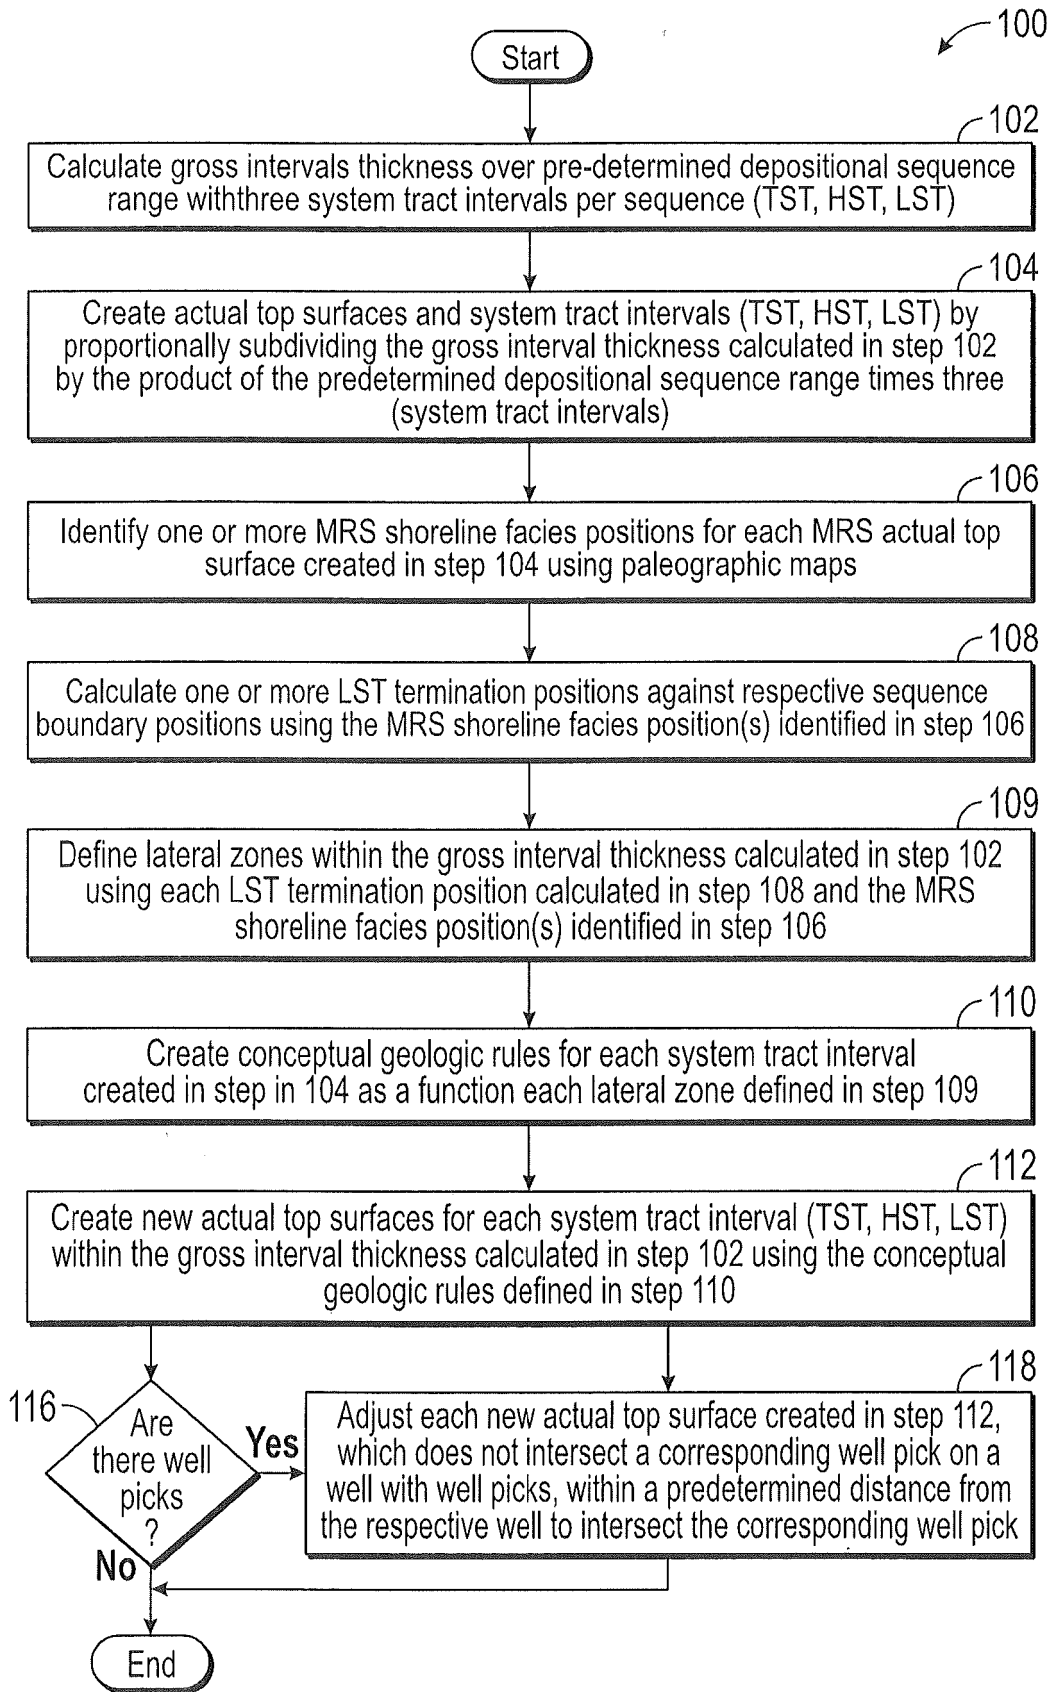 100
Start
102
Calculate gross intervals thickness over pre-determined depositional sequence
range withthree system tract intervals per sequence (TST, HST, LST)
104
Create actual top surfaces and system tract intervals (TST, HST, LST) by
proportionally subdividing the gross interval thickness calculated in step 102
by the product of the predetermined depositional sequence range times three
(system tract intervals)
106
Identify one or more MRS shoreline facies positions for each MRS actual top
surface created in step 104 using paleographic maps
108
Calculate one or more LST termination positions against respective sequence
boundary positions using the MRS shoreline facies position(s) identified in step 106
109
Define lateral zones within the gross interval thickness calculated in step 102
using each LST termination position calculated in step 108 and the MRS
shoreline facies position(s) identified in step 106
110
Create conceptual geologic rules for each system tract interval
created in step in 104 as a function each lateral zone defined in step 109
112
Create new actual top surfaces for each system tract interval (TST, HST, LST)
within the gross interval thickness calculated in step 102 using the conceptual
geologic rules defined in step 110
116
Are
there well
picks
?
Yes
No
118
Adjust each new actual top surface created in step 112,
which does not intersect a corresponding well pick on a
well with well picks, within a predetermined distance from
the respective well to intersect the corresponding well pick
End